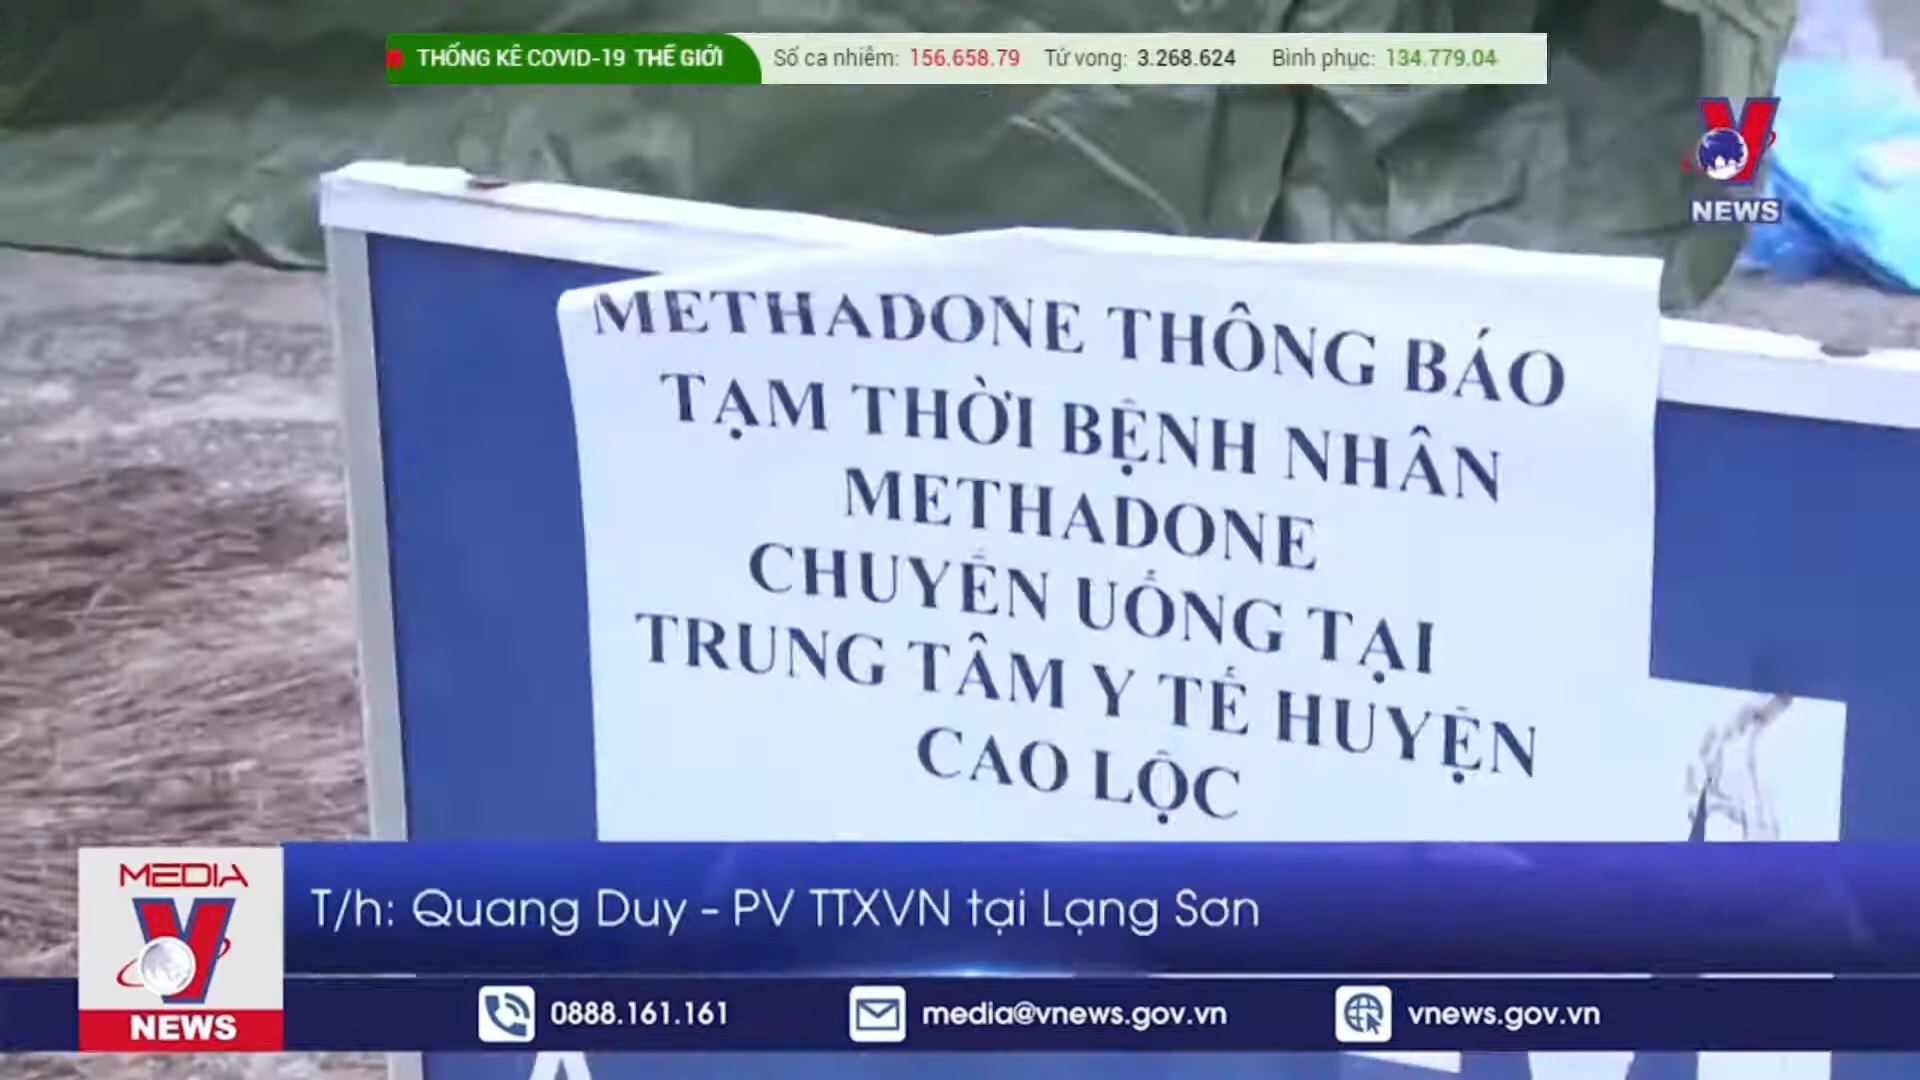 THỐNG KÊ COVID-19 THẾ GIỚI Số ca nhiễm: 156.658.79 Tử vong: 3.268.624 Bình phục: 134.779.04
NEWS
METHADONE THÔNG BÁO
TẠM THỜI BỆNH NHÂN
METHADONE
CHUYỂN UỐNG TẠI
TRUNG TÂM Y TẾ HUYỆN
CAO LỘC
MEDIA
NEWS
T/h: Quang Duy - PV TTXVN tại Lạng Sơn
0888.161.161 media@vnews.gov.vn vnews.gov.vn